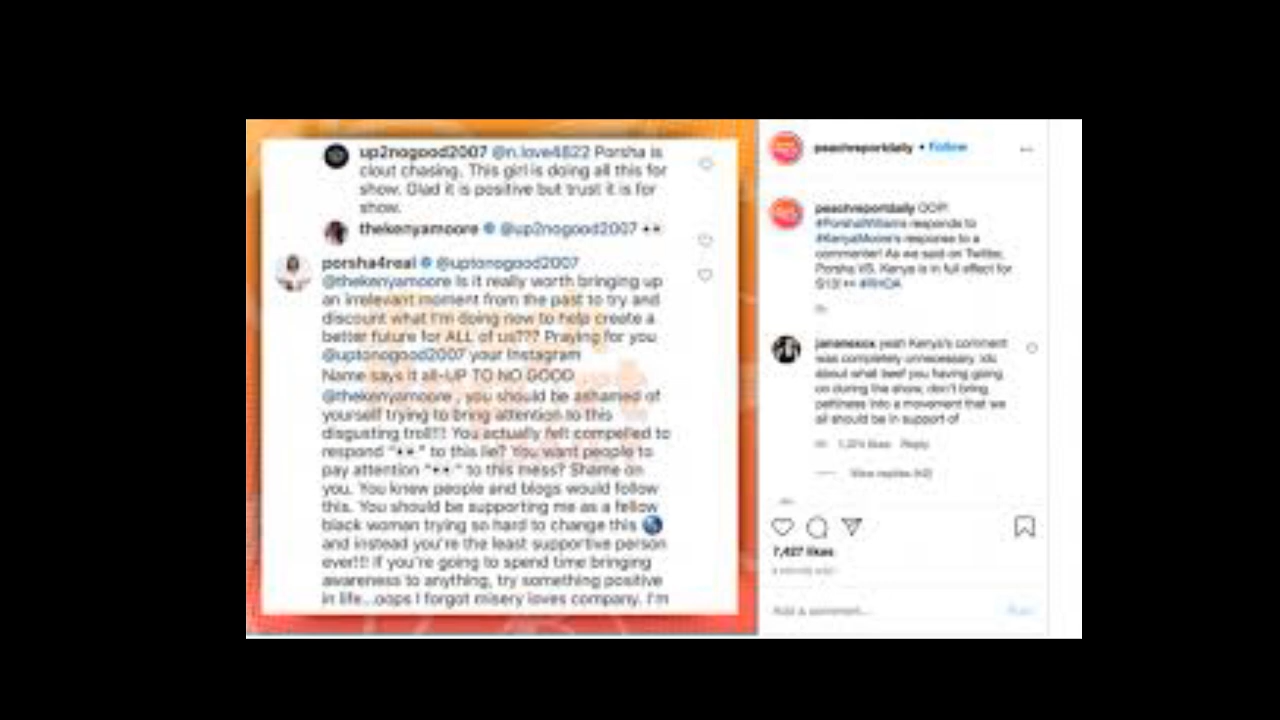 up2nogood2007 @n.love4822 Porsha is
clout chasing. This girl is doing all this for
show. Glad it is positive but trust it is for
show.
thekenyamoore @up2nogood2007 👀
porsha4real @uptonogood2007
@thekenyamoore Is it really worth bringing up
an irrelevant moment from the past to try and
discount what I'm doing now to help create a
better future for ALL of us??? Praying for you
@uptonogood2007 your Instagram
Name says it all-UP TO NO GOOD
@thekenyamoore , you should be ashamed of
yourself trying to bring attention to this
disgusting troll!!! You actually felt compelled to
respond "👀" to this lie? You want people to
pay attention "👀" to this mess? Shame on
you. You knew people and blogs would follow
this. You should be supporting me as a fellow
black woman trying so hard to change this 🌎
and instead you're the least supportive person
ever!!! If you're going to spend time bringing
awareness to anything, try something positive
in life...oops I forgot misery loves company. I'm
peachreportdaily • Follow
peachreportdaily OOP!
#PorshaWilliams responds to
#KenyaMoore's response to a
commenter! As we said on Twitter,
Porsha VS. Kenya is in full effect for
S13! 👀 #RHOA
yeah Kenya's comment
was completely unnecessary. idc
about what beef you having going
on during the show, don't bring
pettiness into a movement that we
all should be in support of
likes Reply
View replies
7,427 likes
Add a comment...
Post